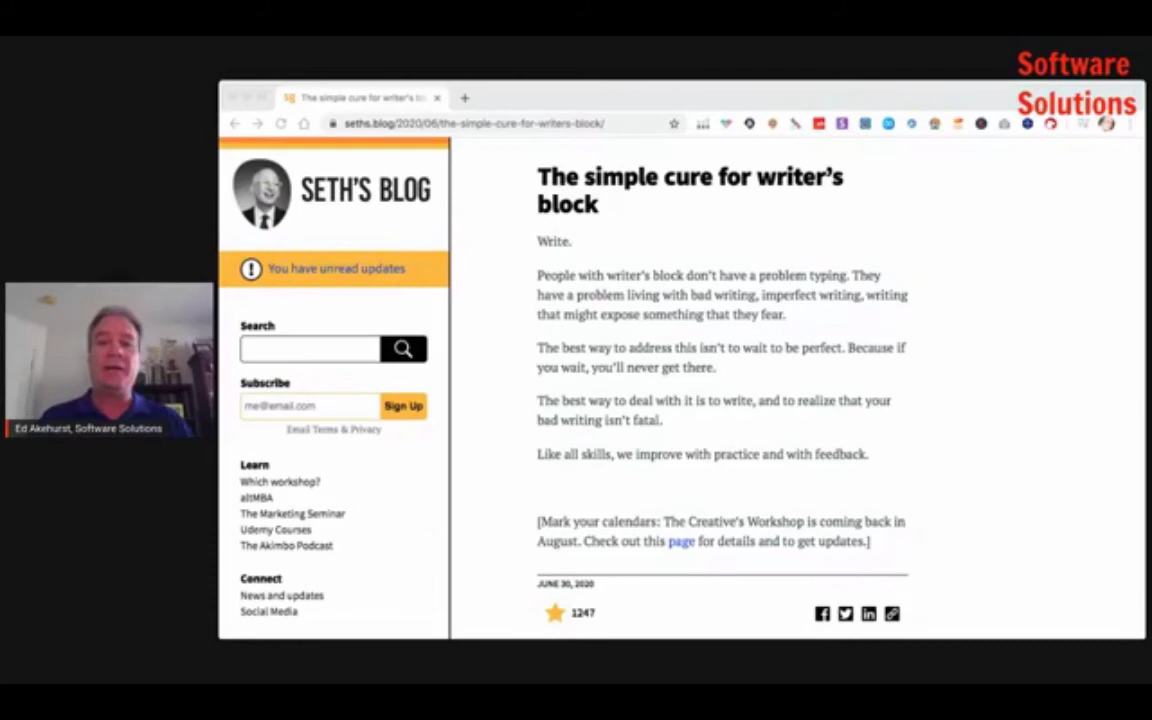 Software
Solutions
The simple cure for writer's blo
seths.blog/2020/06/the-simple-cure-for-writers-block/
SETH'S BLOG
You have unread updates
Search
Subscribe
me@email.com
Sign Up
Email Terms & Privacy
Learn
Which workshop?
altMBA
The Marketing Seminar
Udemy Courses
The Akimbo Podcast
Connect
News and updates
Social Media
The simple cure for writer's
block
Write.
People with writer's block don't have a problem typing. They
have a problem living with bad writing, imperfect writing, writing
that might expose something that they fear.
The best way to address this isn't to wait to be perfect. Because if
you wait, you'll never get there.
The best way to deal with it is to write, and to realize that your
bad writing isn't fatal.
Like all skills, we improve with practice and with feedback.
[Mark your calendars: The Creative's Workshop is coming back in
August. Check out this page for details and to get updates.]
JUNE 30, 2020
1247
Ed Akehurst, Software Solutions